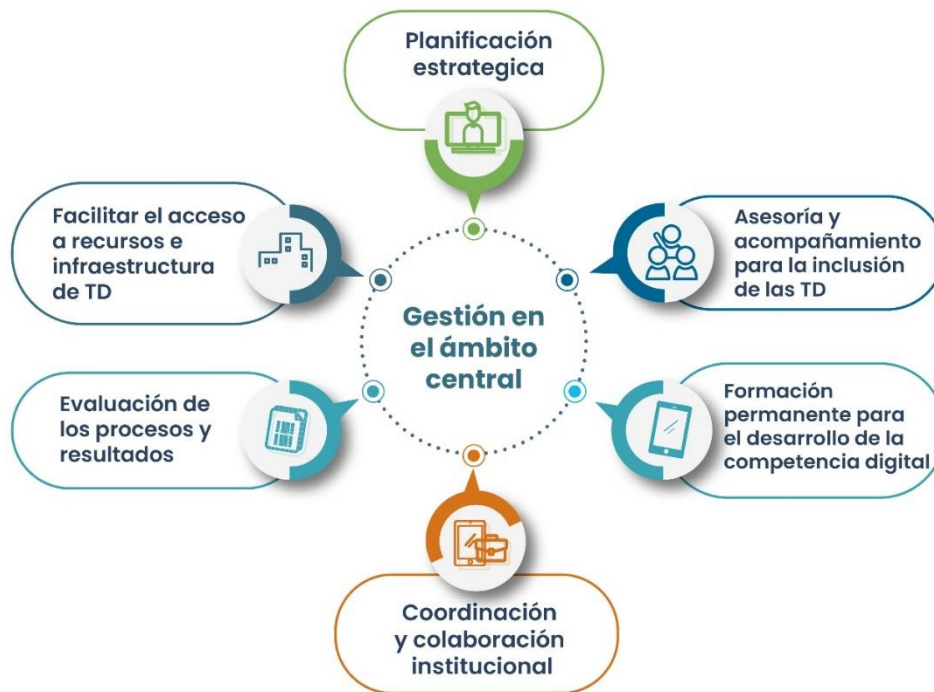 Planificación
estrategica
Facilitar el acceso
a recursos e
infraestructura
de TD
Asesoría y
acompañamiento
para la inclusión
de las TD
Gestión en
el ámbito
central
Evaluación de
los procesos y
resultados
Formación
permanente para
el desarrollo de la
competencia digital
Coordinación
y colaboración
institucional